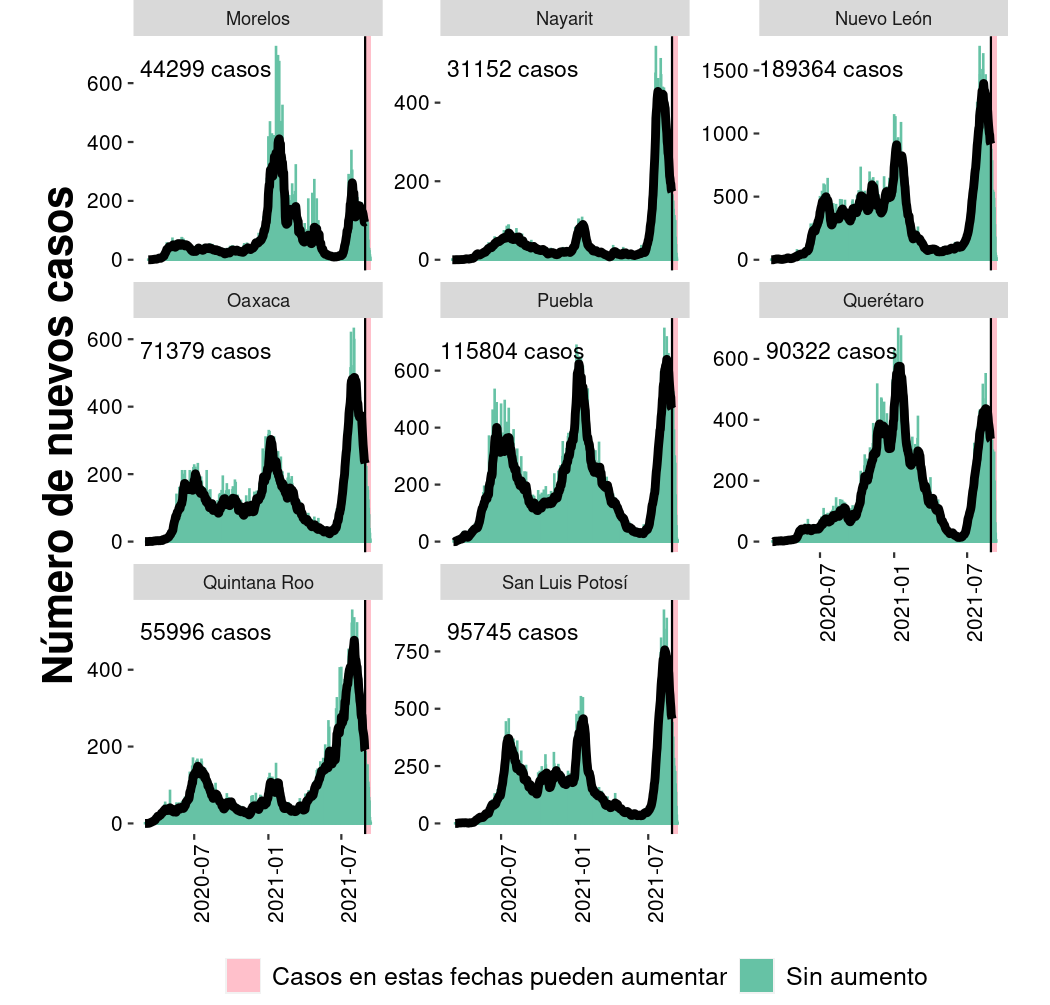 Número de nuevos casos
Morelos
44299 casos
600
400
200
0
Nayarit
31152 casos
400
200
0
Nuevo León
189364 casos
1500
1000
500
0
Oaxaca
71379 casos
600
400
200
0
Puebla
115804 casos
600
400
200
0
Querétaro
90322 casos
600
400
200
0
2020-07
2021-01
2021-07
Quintana Roo
55996 casos
400
200
0
2020-07
2021-01
2021-07
San Luis Potosí
95745 casos
750
500
250
0
2020-07
2021-01
2021-07
Casos en estas fechas pueden aumentar
Sin aumento